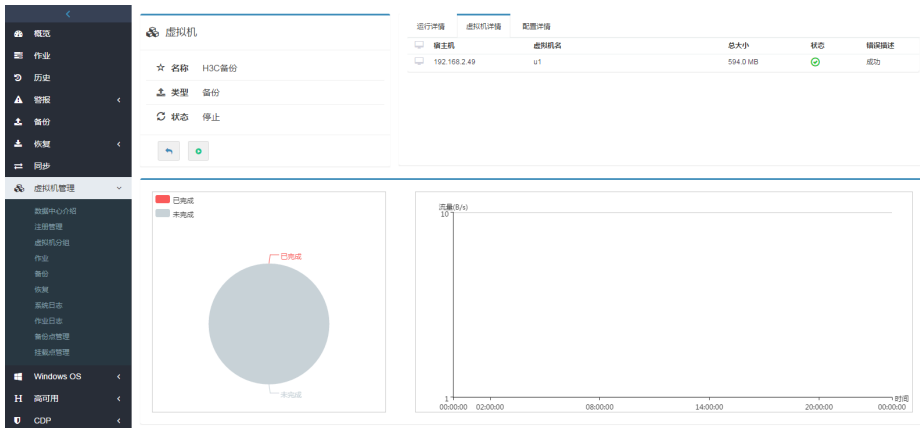 概览
作业
历史
警报
备份
恢复
同步
虚拟机管理
数据中心介绍
注册管理
虚拟机分组
作业
备份
恢复
系统日志
作业日志
备份点管理
挂载点管理
Windows OS
高可用
CDP
虚拟机
名称 H3C备份
类型 备份
状态 停止
运行详情 虚拟机详情 配置详情
宿主机 虚拟机名 总大小 状态 错误描述
192.168.2.49 u1 594.0 MB 成功
已完成
未完成
已完成
未完成
流量(B/s)
10
1
时间
00:00:00 02:00:00 08:00:00 14:00:00 20:00:00 00:00:00